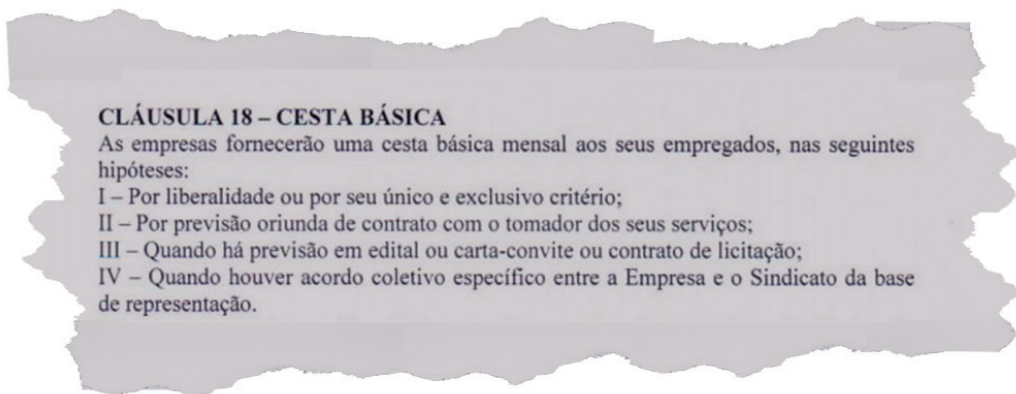 CLÁUSULA 18 – CESTA BÁSICA
As empresas fornecerão uma cesta básica mensal aos seus empregados, nas seguintes
hipóteses:
I – Por liberalidade ou por seu único e exclusivo critério;
II – Por previsão oriunda de contrato com o tomador dos seus serviços;
III – Quando há previsão em edital ou carta-convite ou contrato de licitação;
IV – Quando houver acordo coletivo específico entre a Empresa e o Sindicato da base
de representação.